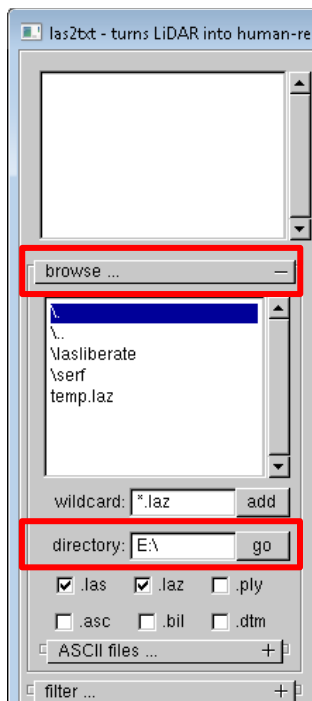 las2txt - turns LiDAR into human-re
browse ...
\.
\..
\lasliberate
\serf
temp.laz
wildcard: *.laz add
directory: E:\ go
.las .laz .ply
.asc .bil .dtm
ASCII files ... +
filter ... +